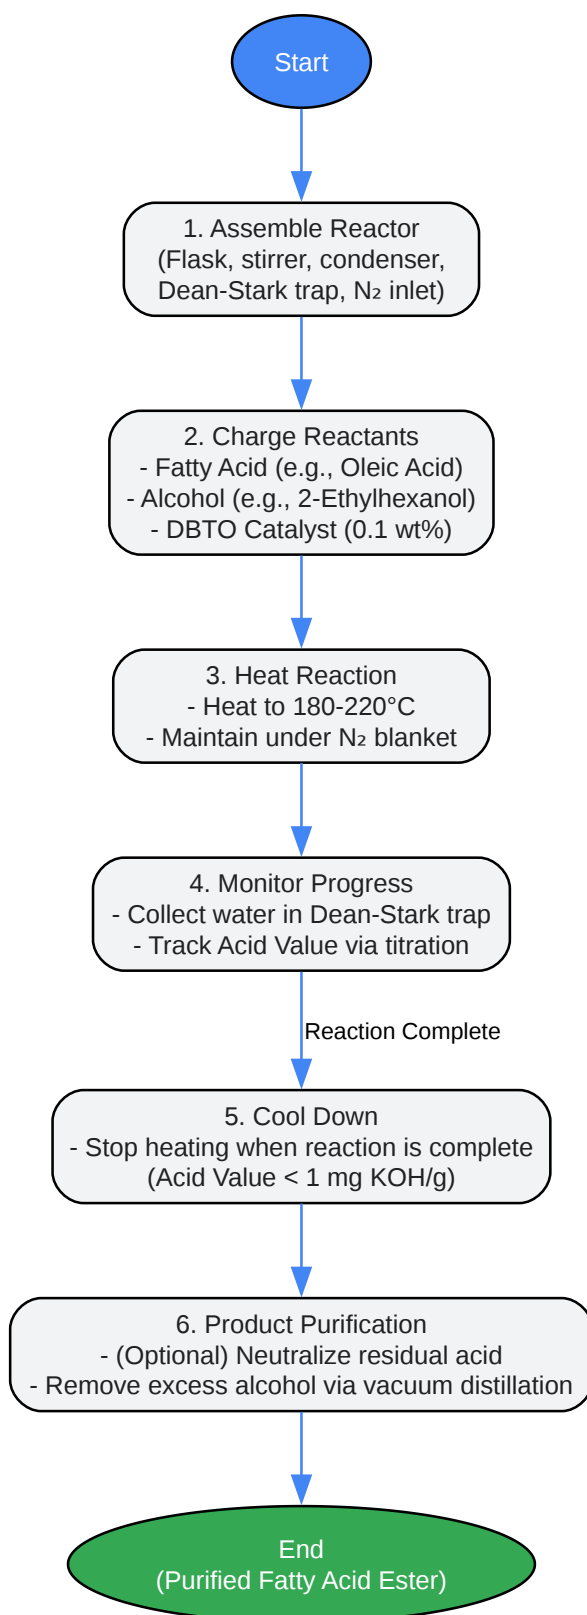 Start
1. Assemble Reactor
(Flask, stirrer, condenser,
Dean-Stark trap, N₂ inlet)
2. Charge Reactants
- Fatty Acid (e.g., Oleic Acid)
- Alcohol (e.g., 2-Ethylhexanol)
- DBTO Catalyst (0.1 wt%)
3. Heat Reaction
- Heat to 180-220°C
- Maintain under N₂ blanket
4. Monitor Progress
- Collect water in Dean-Stark trap
- Track Acid Value via titration
Reaction Complete
5. Cool Down
- Stop heating when reaction is complete
(Acid Value < 1 mg KOH/g)
6. Product Purification
- (Optional) Neutralize residual acid
- Remove excess alcohol via vacuum distillation
End
(Purified Fatty Acid Ester)